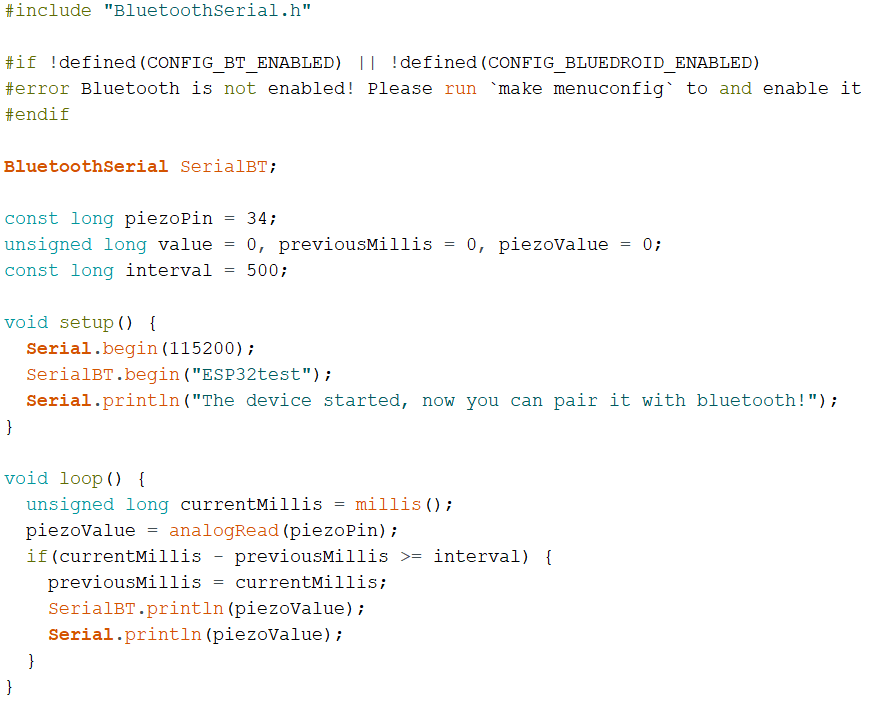 #include "BluetoothSerial.h"
#if !defined(CONFIG_BT_ENABLED) || !defined(CONFIG_BLUEDROID_ENABLED)
#error Bluetooth is not enabled! Please run `make menuconfig` to and enable it
#endif
BluetoothSerial SerialBT;
const long piezoPin = 34;
unsigned long value = 0, previousMillis = 0, piezoValue = 0;
const long interval = 500;
void setup() {
  Serial.begin(115200);
  SerialBT.begin("ESP32test");
  Serial.println("The device started, now you can pair it with bluetooth!");
}
void loop() {
  unsigned long currentMillis = millis();
  piezoValue = analogRead(piezoPin);
  if(currentMillis - previousMillis >= interval) {
    previousMillis = currentMillis;
    SerialBT.println(piezoValue);
    Serial.println(piezoValue);
  }
}